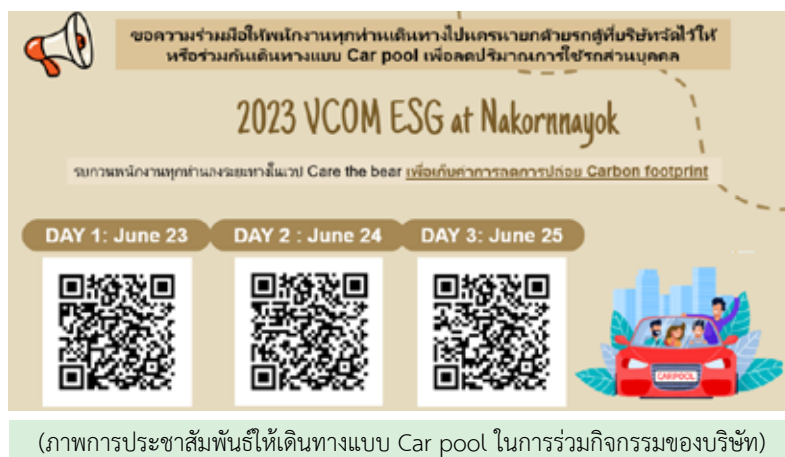 ขอความร่วมมือให้พนักงานทุกท่านเดินทางไปนครนายกด้วยรถตู้ที่บริษัทจัดไว้ให้
หรือร่วมกันเดินทางแบบ Car pool เพื่อลดปริมาณการใช้รถส่วนบุคคล
2023 VCOM ESG at Nakornnayok
รบกวนพนักงานทุกท่านลงระยะทางในเวป Care the bear เพื่อเก็บค่าการลดการปล่อย Carbon footprint
DAY 1: June 23
DAY 2 : June 24
DAY 3: June 25
CARPOOL
(ภาพการประชาสัมพันธ์ให้เดินทางแบบ Car pool ในการร่วมกิจกรรมของบริษัท)